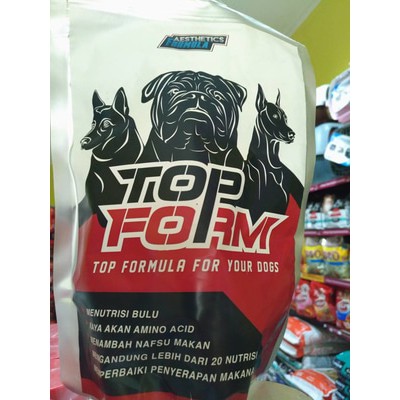 AESTHETICS
FORMULA
TOP
FORM
TOP FORMULA FOR YOUR DOGS
MENUTRISI BULU
KAYA AKAN AMINO ACID
MENAMBAH NAFSU MAKAN
MENGANDUNG LEBIH DARI 20 NUTRISI
MEMPERBAIKI PENYERAPAN MAKANAN